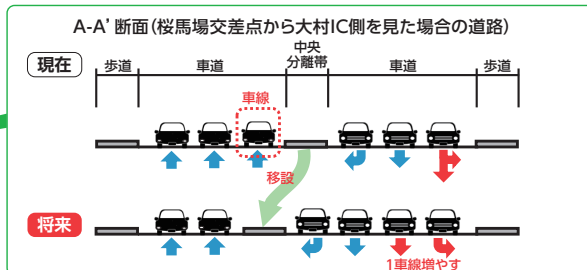 A-A’断面（桜馬場交差点から大村IC側を見た場合の道路）
現在
歩道
車道
中央
分離帯
車道
歩道
車線
移設
将来
1車線増やす